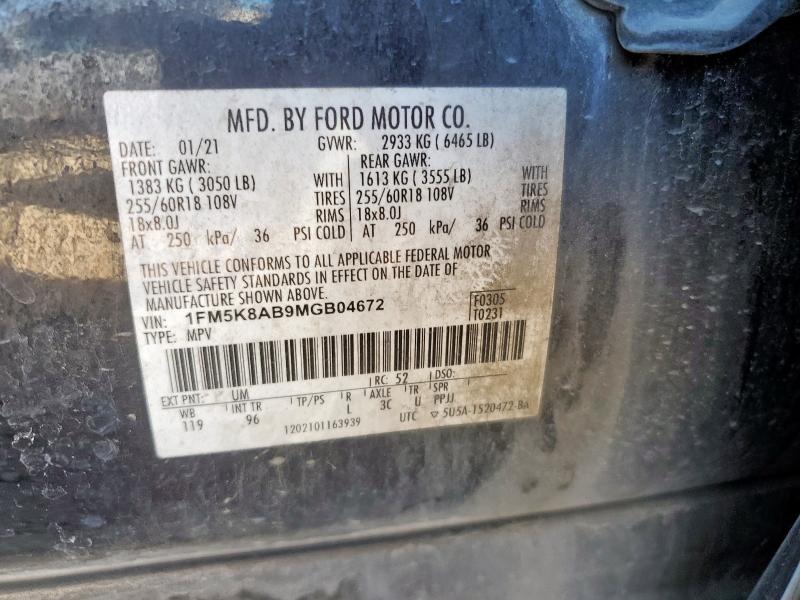 MFD. BY FORD MOTOR CO.
DATE: 01/21 GVWR: 2933 KG ( 6465 LB)
FRONT GAWR: REAR GAWR:
1383 KG ( 3050 LB) WITH 1613 KG ( 3555 LB) WITH
255/60R18 108V TIRES 255/60R18 108V TIRES
18x8.0J RIMS 18x8.0J RIMS
AT 250 kPa/ 36 PSI COLD AT 250 kPa/ 36 PSI COLD
THIS VEHICLE CONFORMS TO ALL APPLICABLE FEDERAL MOTOR
VEHICLE SAFETY STANDARDS IN EFFECT ON THE DATE OF
MANUFACTURE SHOWN ABOVE.
VIN: 1FM5K8AB9MGB04672 F0305
TYPE: MPV T0231
EXT PNT: UM RC: 52 DSO:
WB INT TR TP/PS R AXLE TR SPR
119 96 L 3C U PPJJ
1202101163939 UTC ▽ 5U5A-1520472-BA